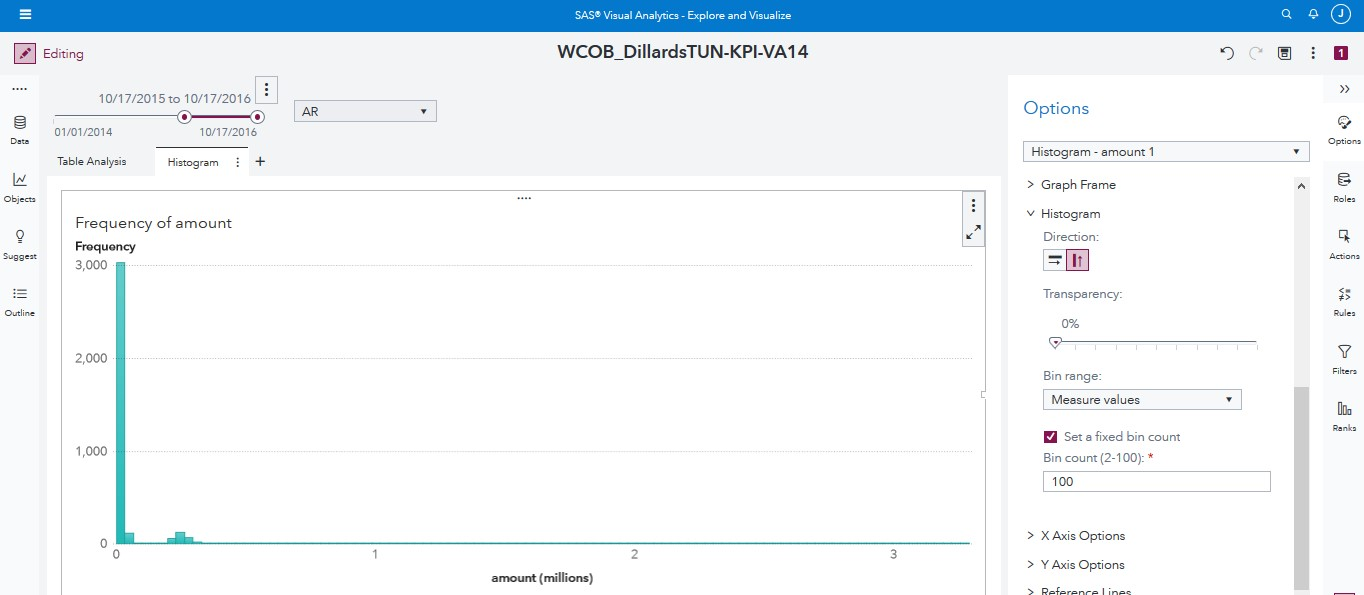 SAS® Visual Analytics - Explore and Visualize
J
Editing
WCOB_DillardsTUN-KPI-VA14
1
Data
Objects
Suggest
Outline
10/17/2015 to 10/17/2016
01/01/2014
10/17/2016
AR
Table Analysis
Histogram
+
Frequency of amount
Frequency
3,000
2,000
1,000
0
0
1
2
3
amount (millions)
Options
Histogram - amount 1
Graph Frame
Histogram
Direction:
Transparency:
0%
Bin range:
Measure values
Set a fixed bin count
Bin count (2-100): *
100
X Axis Options
Y Axis Options
Reference Lines
Options
Roles
Actions
Rules
Filters
Ranks